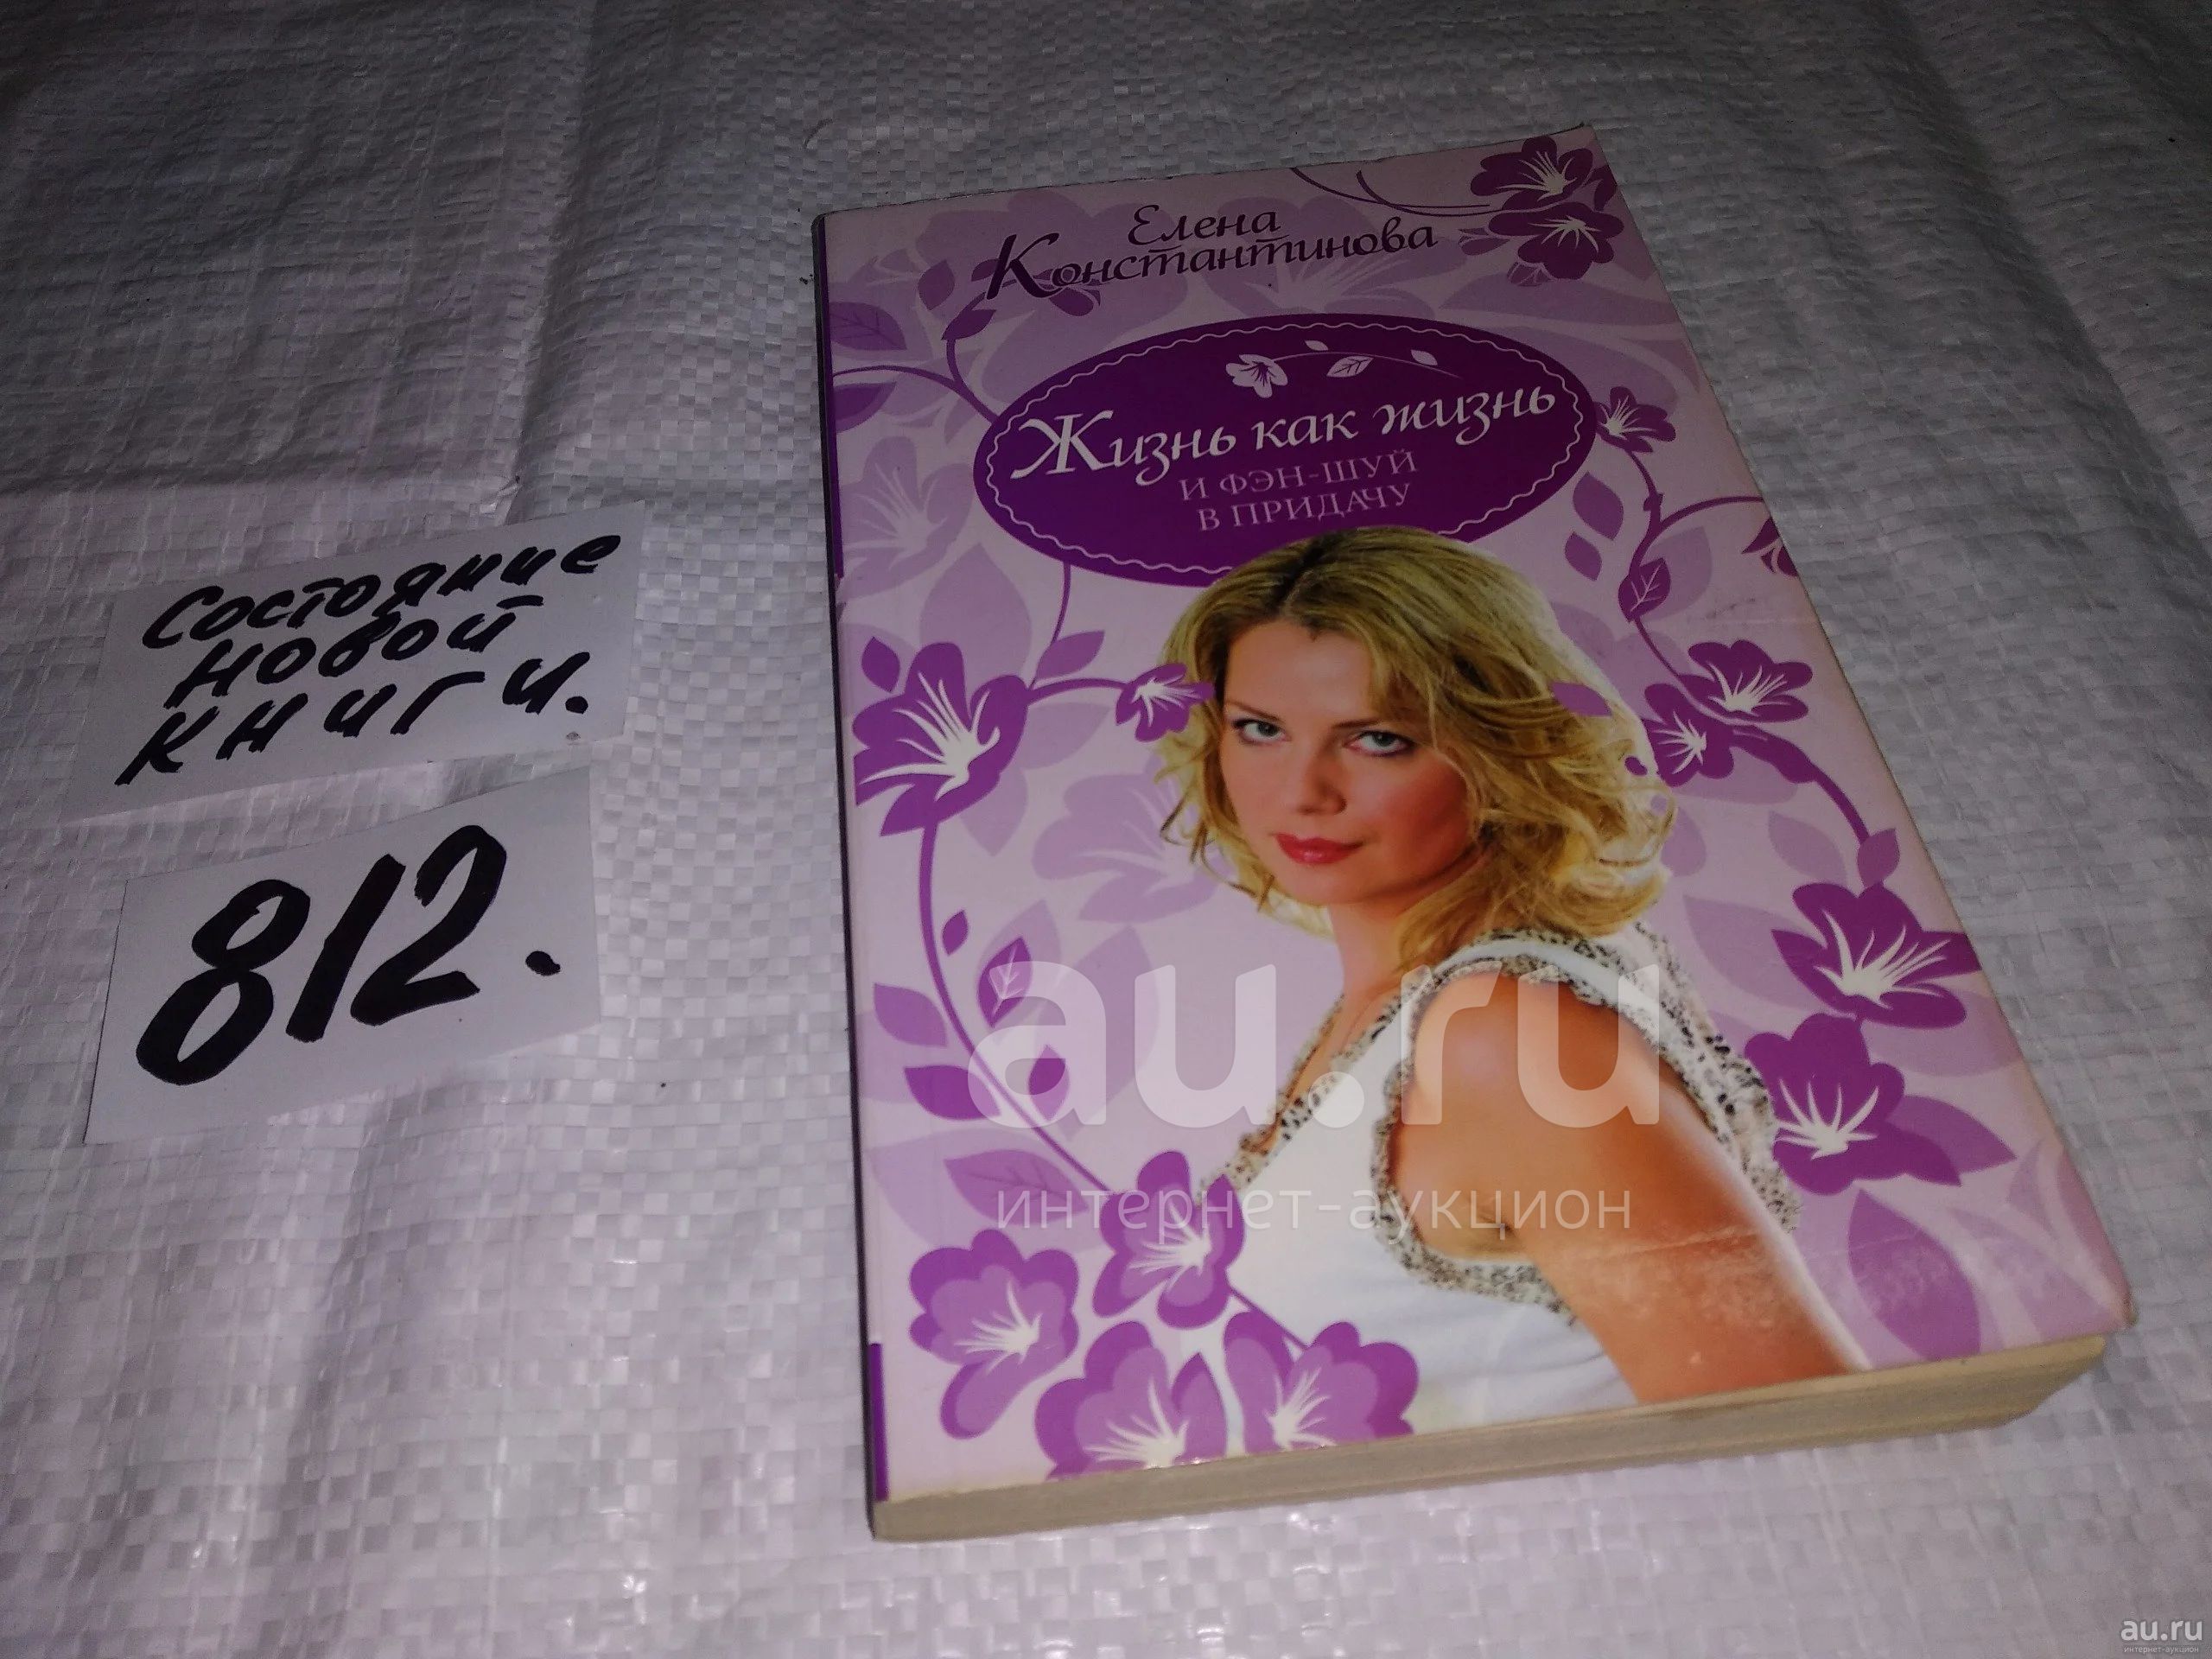 Елена
Константинова
Жизнь как жизнь
И ФЭН-ШУЙ
В ПРИДАЧУ
Состояние
новой
книги.
812.
au.ru
интернет-аукцион
au.ru
интернет-аукцион